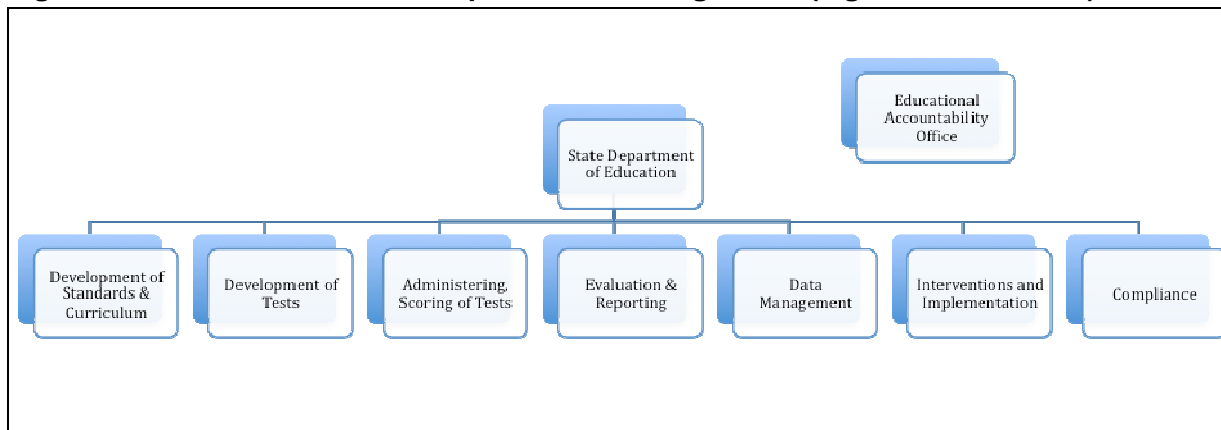 Educational
Accountability
Office
State Department
of Education
Development of
Standards &
Curriculum
Development of
Tests
Administering,
Scoring of Tests
Evaluation &
Reporting
Data
Management
Interventions and
Implementation
Compliance